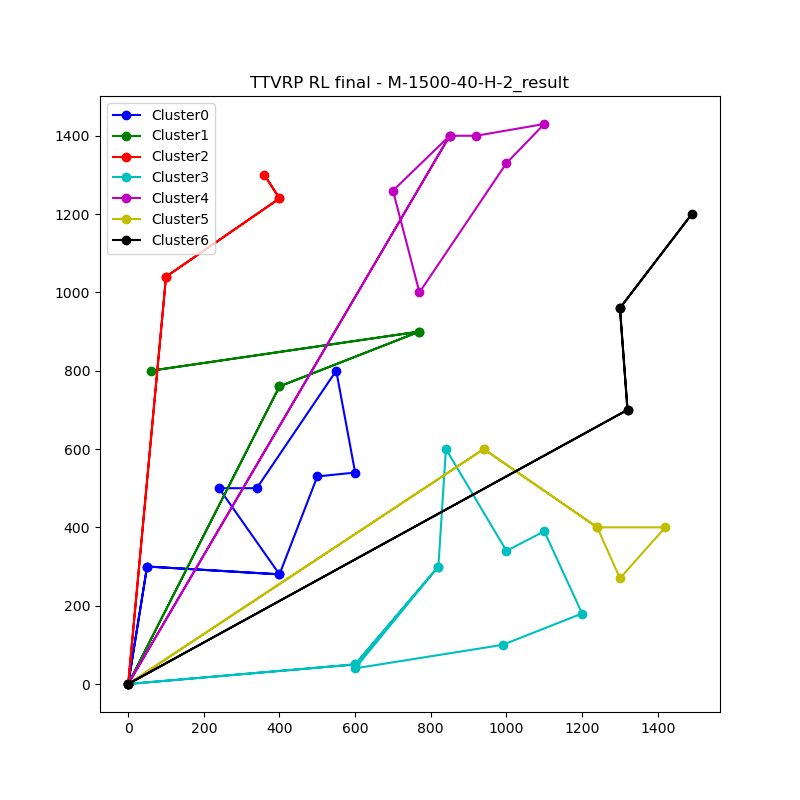 TTVRP RL final - M-1500-40-H-2_result
Cluster0
Cluster1
Cluster2
Cluster3
Cluster4
Cluster5
Cluster6
1400
1200
1000
800
600
400
200
0
0 200 400 600 800 1000 1200 1400